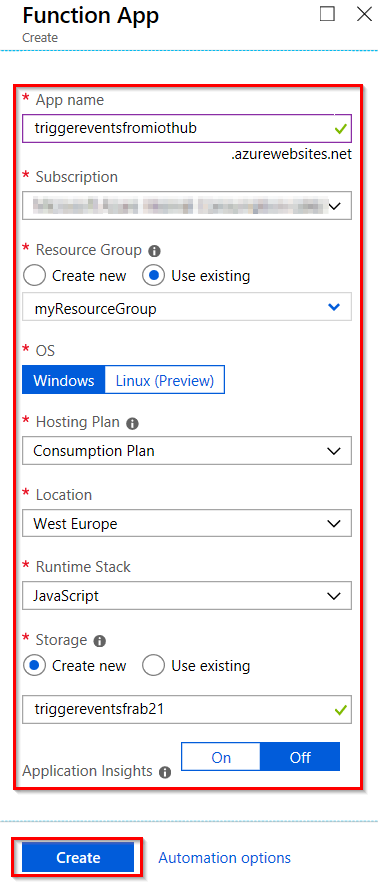 Function App
Create
* App name
triggereventsfromiothub
.azurewebsites.net
* Subscription
* Resource Group
Create new Use existing
myResourceGroup
* OS
Windows Linux (Preview)
* Hosting Plan
Consumption Plan
* Location
West Europe
* Runtime Stack
JavaScript
* Storage
Create new Use existing
triggereventsfrab21
Application Insights On Off
Create Automation options